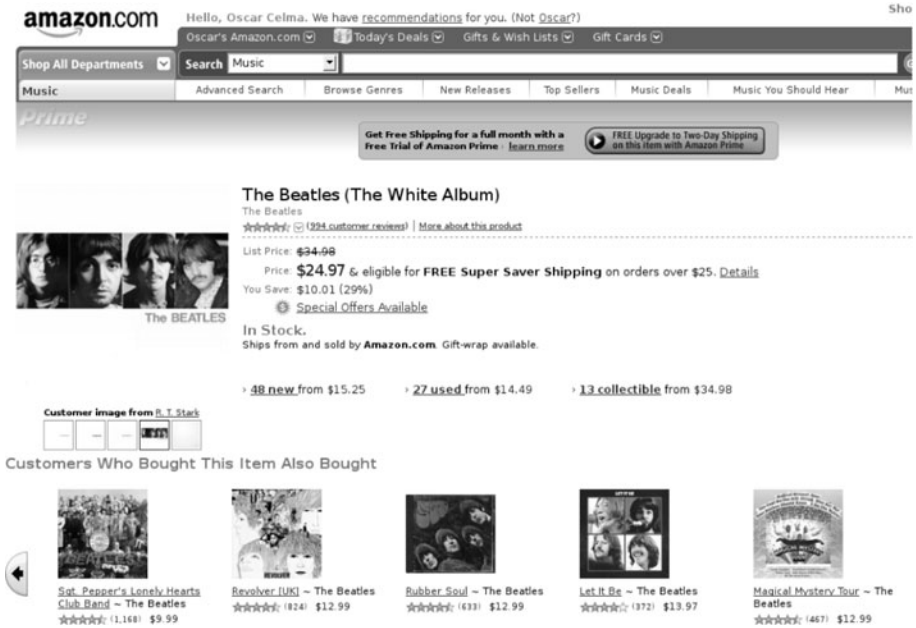 amazon.com
Hello, Oscar Celma. We have recommendations for you. (Not Oscar?)
Sho
Oscar's Amazon.com Today's Deals Gifts & Wish Lists Gift Cards
Shop All Departments Search Music
Music Advanced Search Browse Genres New Releases Top Sellers Music Deals Music You Should Hear Mus
Prime
Get Free Shipping for a full month with a
Free Trial of Amazon Prime › learn more
FREE Upgrade to Two-Day Shipping
on this item with Amazon Prime
The Beatles (The White Album)
The Beatles
(994 customer reviews) | More about this product
List Price: $34.98
Price: $24.97 & eligible for FREE Super Saver Shipping on orders over $25. Details
You Save: $10.01 (29%)
Special Offers Available
The BEATLES
In Stock.
Ships from and sold by Amazon.com. Gift-wrap available.
› 48 new from $15.25 › 27 used from $14.49 › 13 collectible from $34.98
Customer image from R. T. Stark
Customers Who Bought This Item Also Bought
REVOLVER
LET IT BE
Sgt. Pepper's Lonely Hearts
Club Band ~ The Beatles
(1,168) $9.99
Revolver [UK] ~ The Beatles
(824) $12.99
Rubber Soul ~ The Beatles
(633) $12.99
Let It Be ~ The Beatles
(372) $13.97
Magical Mystery Tour ~ The
Beatles
(467) $12.99